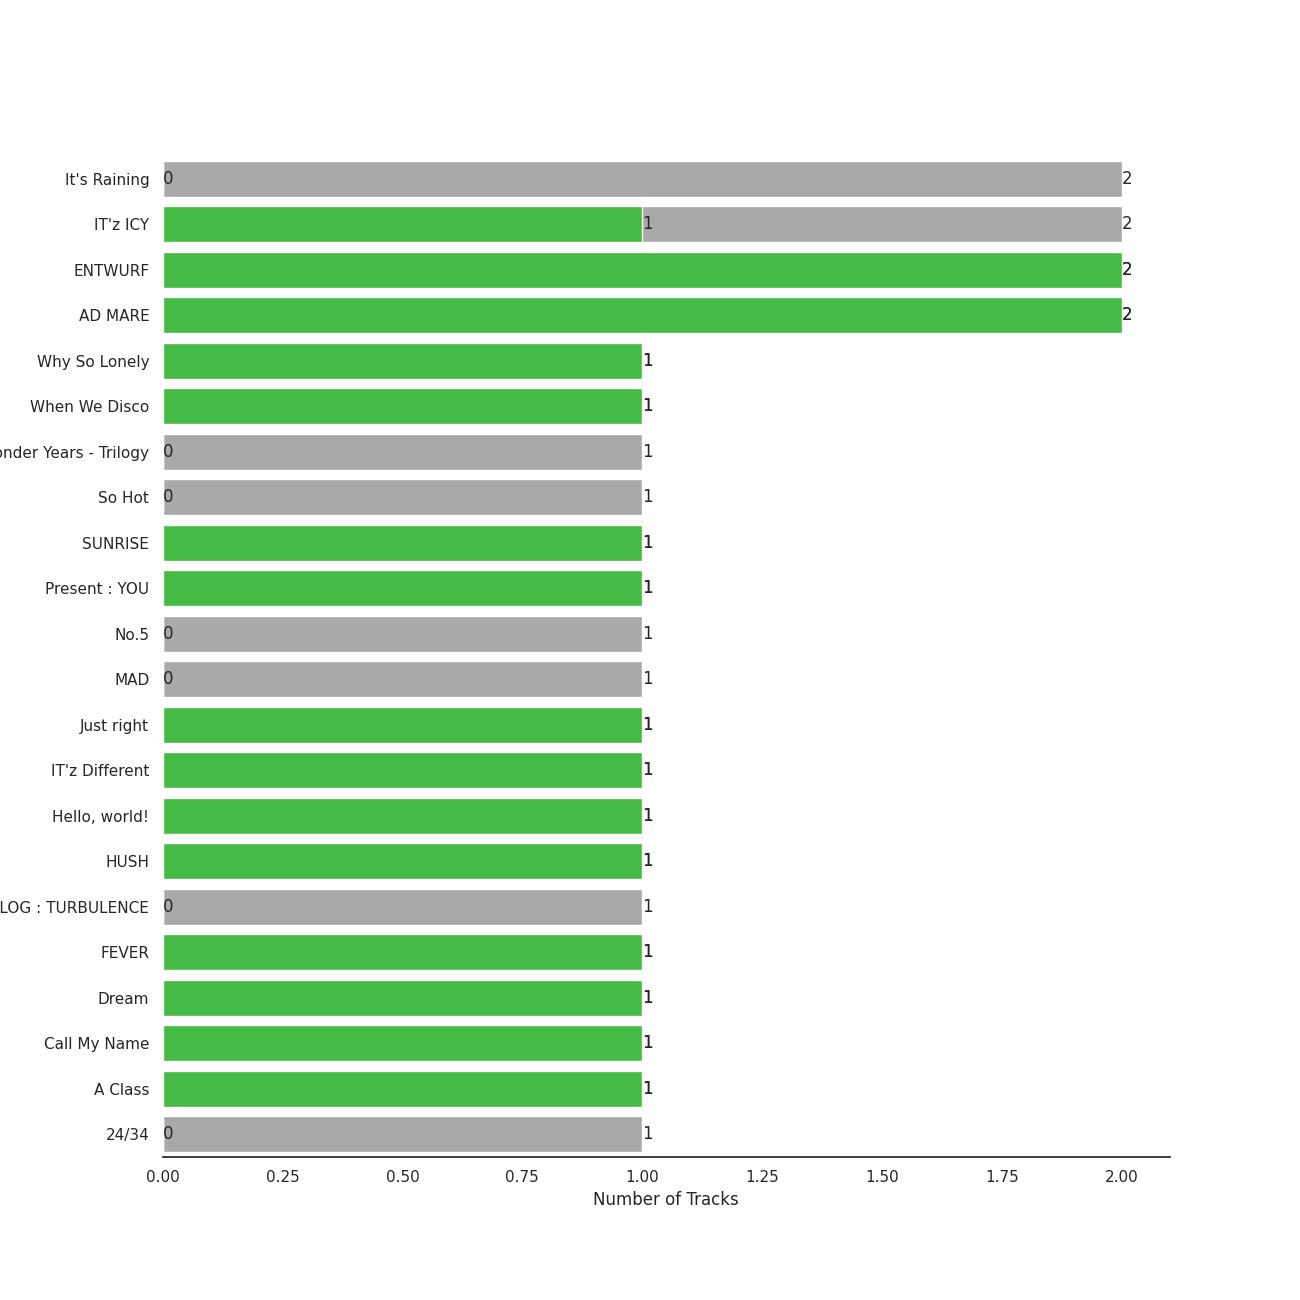 It's Raining 0 2
IT'z ICY 1 2
ENTWURF 2
AD MARE 2
Why So Lonely 1
When We Disco 1
onder Years - Trilogy 0 1
So Hot 0 1
SUNRISE 1
Present : YOU 1
No.5 0 1
MAD 0 1
Just right 1
IT'z Different 1
Hello, world! 1
HUSH 1
LOG : TURBULENCE 0 1
FEVER 1
Dream 1
Call My Name 1
A Class 1
24/34 0 1
0.00 0.25 0.50 0.75 1.00 1.25 1.50 1.75 2.00
Number of Tracks